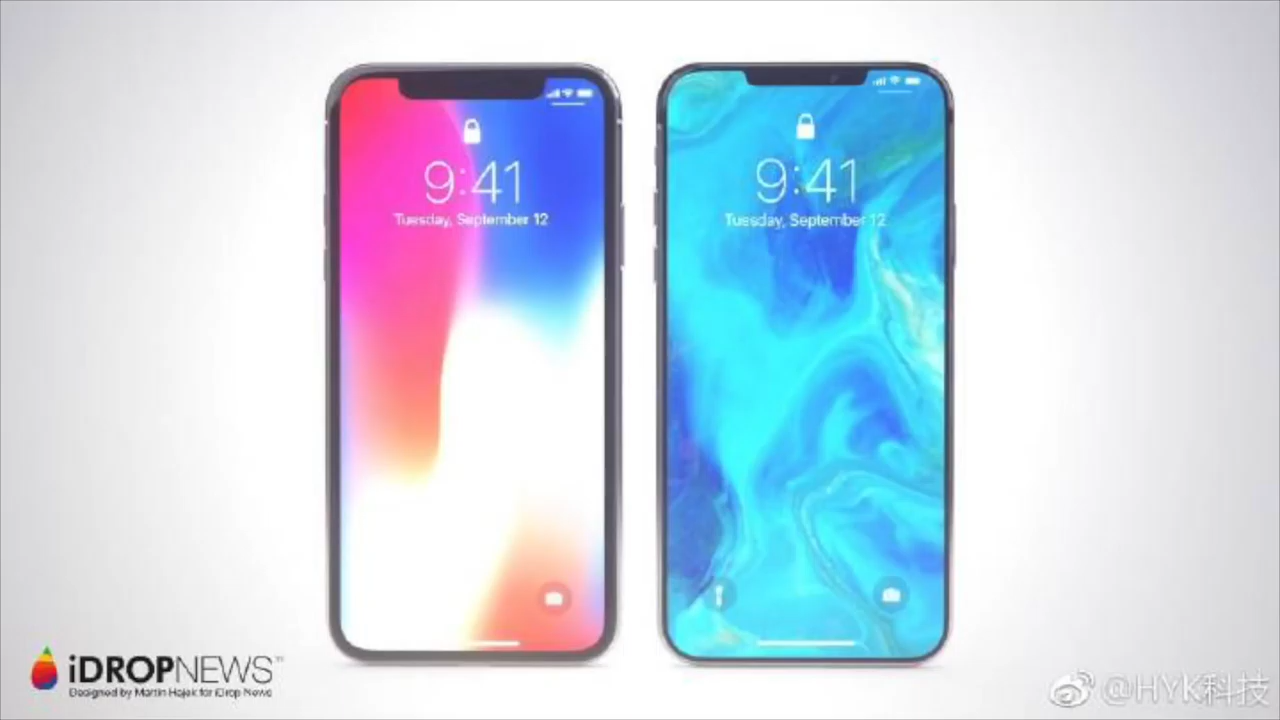 9:41
Tuesday, September 12
9:41
Tuesday, September 12
iDROPNEWS™
Designed by Martin Hajek for iDrop News
@HYK科技